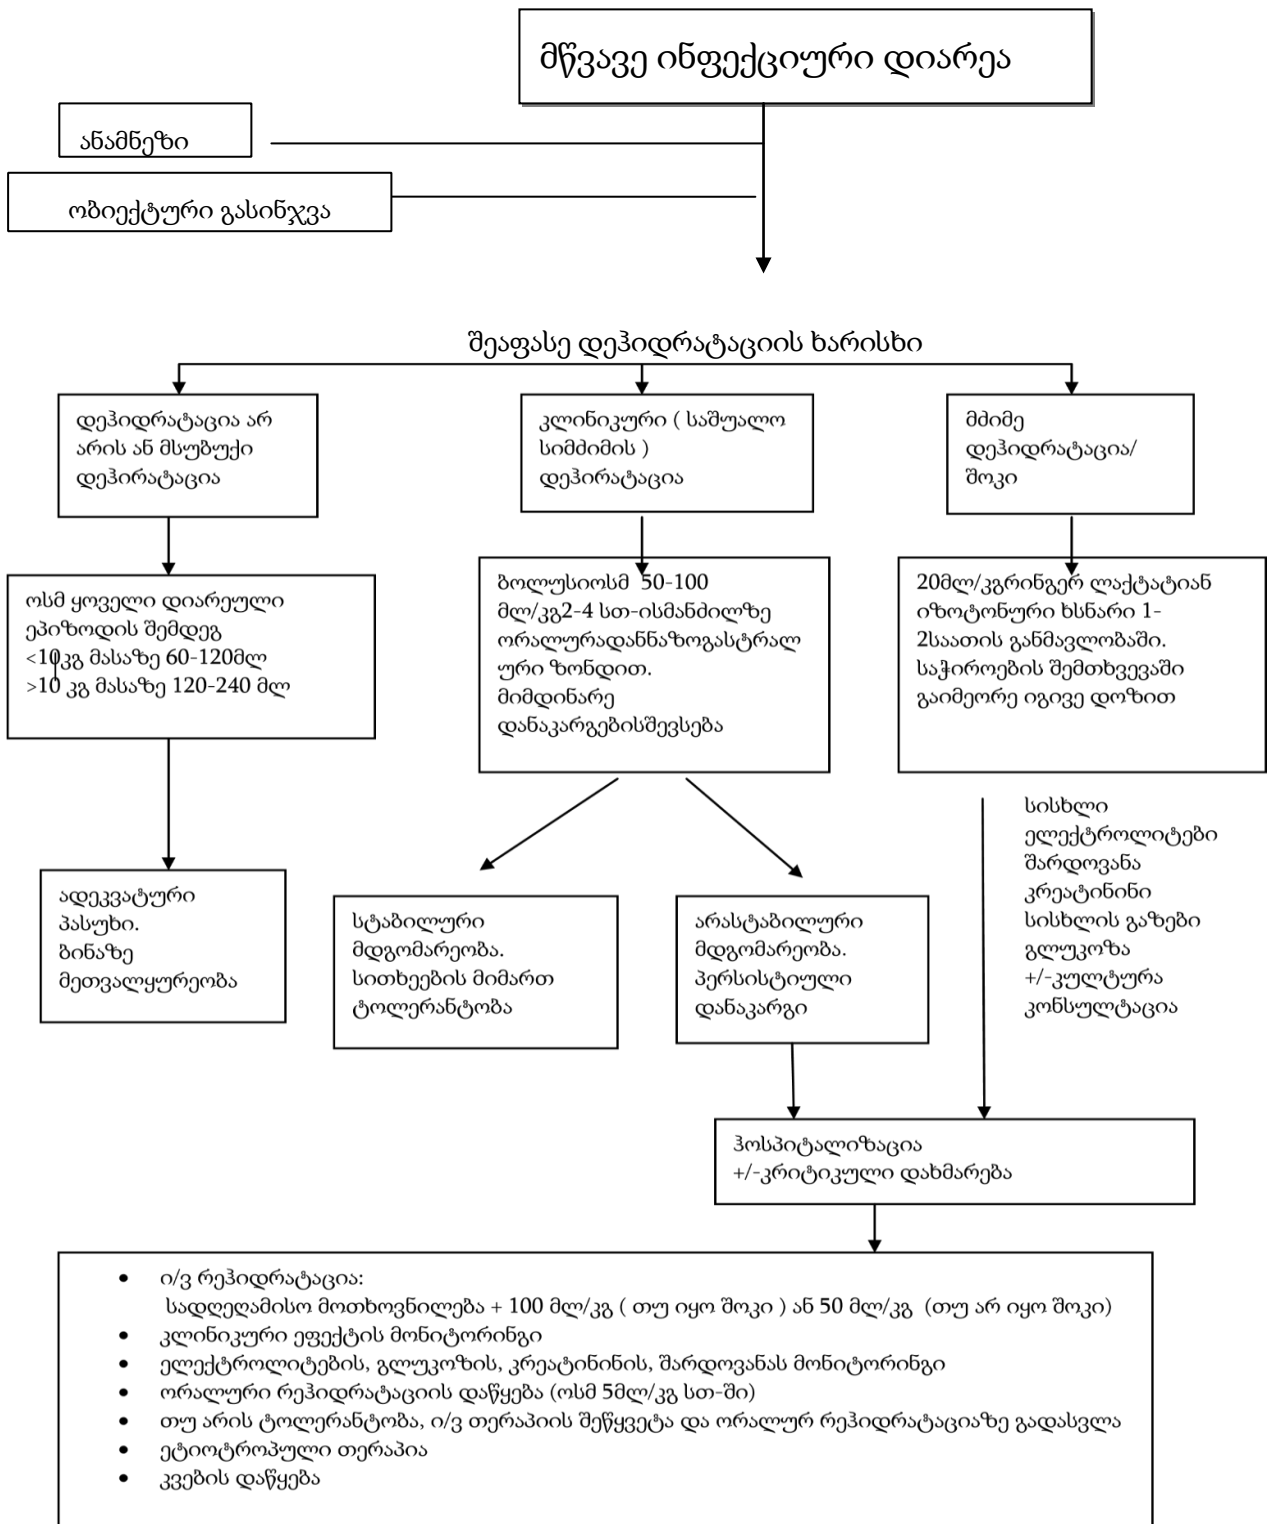 მწვავე ინფექციური დიარეა
ანამნეზი
ობიექტური გასინჯვა
შეაფასე დეჰიდრატაციის ხარისხი
დეჰიდრატაცია არ
არის ან მსუბუქი
დეჰირატაცია
კლინიკური ( საშუალო
სიმძიმის )
დეჰირატაცია
მძიმე
დეჰიდრატაცია/
შოკი
ოსმ ყოველი დიარეული
ეპიზოდის შემდეგ
<10კგ მასაზე 60-120მლ
>10 კგ მასაზე 120-240 მლ
ბოლუსიოსმ 50-100
მლ/კგ2-4 სთ-ისმანძილზე
ორალურადანნაზოგასტრალ
ური ზონდით.
მიმდინარე
დანაკარგებისშევსება
20მლ/კგრინგერ ლაქტატიან
იზოტონური ხსნარი 1-
2საათის განმავლობაში.
საჭიროების შემთხვევაში
გაიმეორე იგივე დოზით
ადეკვატური
პასუხი.
ბინაზე
მეთვალყურეობა
სტაბილური
მდგომარეობა.
სითხეების მიმართ
ტოლერანტობა
არასტაბილური
მდგომარეობა.
პერსისტიული
დანაკარგი
სისხლი
ელექტროლიტები
შარდოვანა
კრეატინინი
სისხლის გაზები
გლუკოზა
+/-კულტურა
კონსულტაცია
ჰოსპიტალიზაცია
+/-კრიტიკული დახმარება
• ი/ვ რეჰიდრატაცია:
სადღეღამისო მოთხოვნილება + 100 მლ/კგ ( თუ იყო შოკი ) ან 50 მლ/კგ (თუ არ იყო შოკი)
• კლინიკური ეფექტის მონიტორინგი
• ელექტროლიტების, გლუკოზის, კრეატინინის, შარდოვანას მონიტორინგი
• ორალური რეჰიდრატაციის დაწყება (ოსმ 5მლ/კგ სთ-ში)
• თუ არის ტოლერანტობა, ი/ვ თერაპიის შეწყვეტა და ორალურ რეჰიდრატაციაზე გადასვლა
• ეტიოტროპული თერაპია
• კვების დაწყება